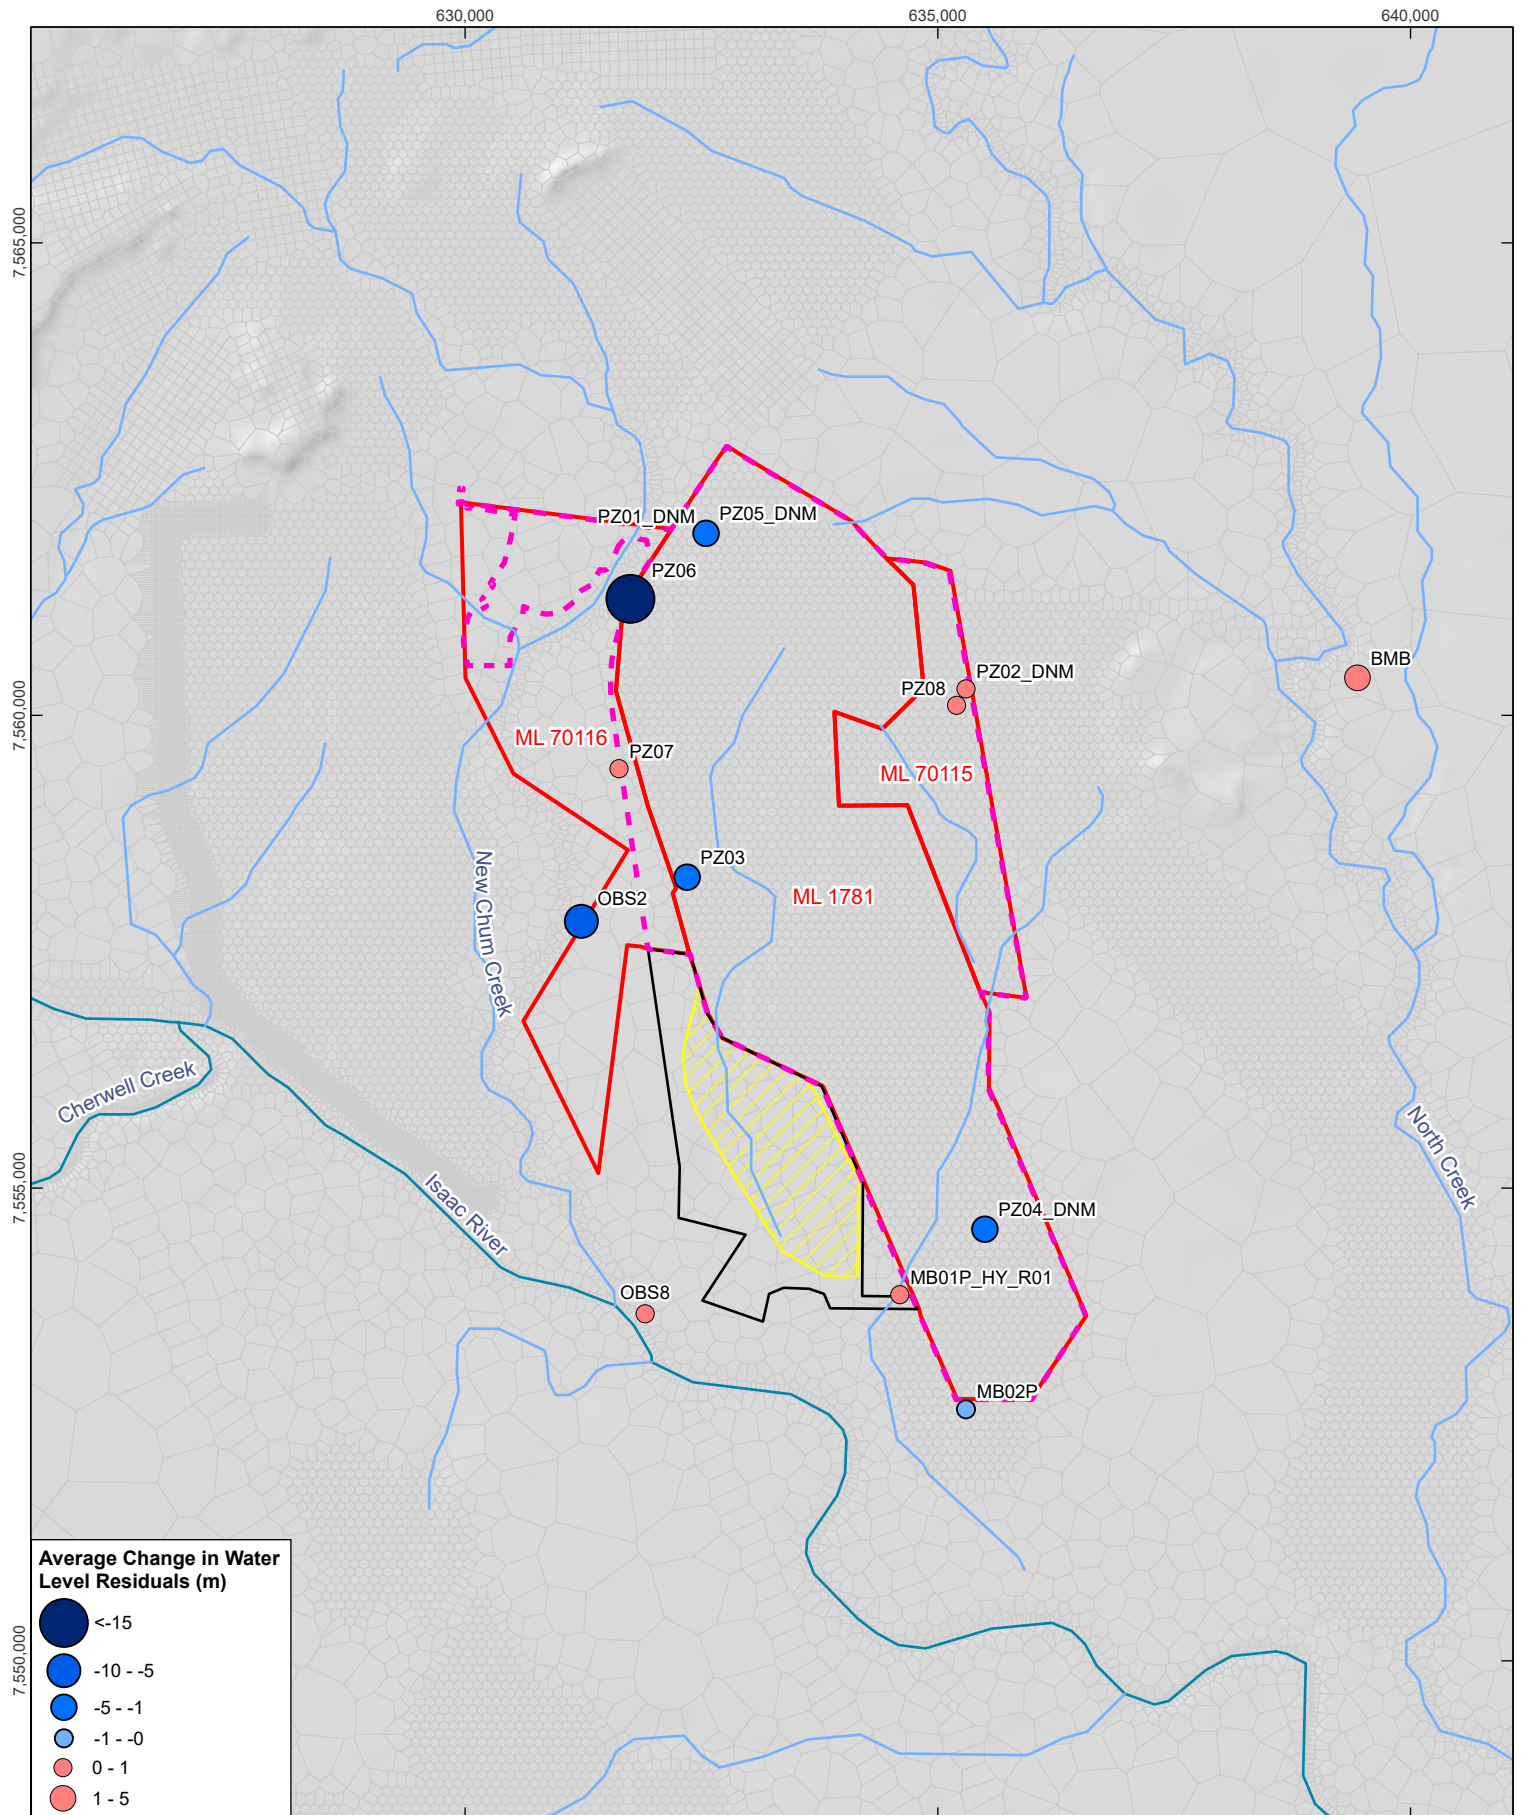 630,000
635,000
640,000
7,565,000
7,560,000
7,555,000
7,550,000
PZ01_DNM
PZ05_DNM
PZ06
PZ02_DNM
PZ08
BMB
ML 70116
PZ07
ML 70115
PZ03
ML 1781
OBS2
New Chum Creek
Cherwell Creek
Isaac River
North Creek
PZ04_DNM
MB01P_HY_R01
OBS8
MB02P
Average Change in Water
Level Residuals (m)
<-15
-10 - -5
-5 - -1
-1 - -0
0 - 1
1 - 5